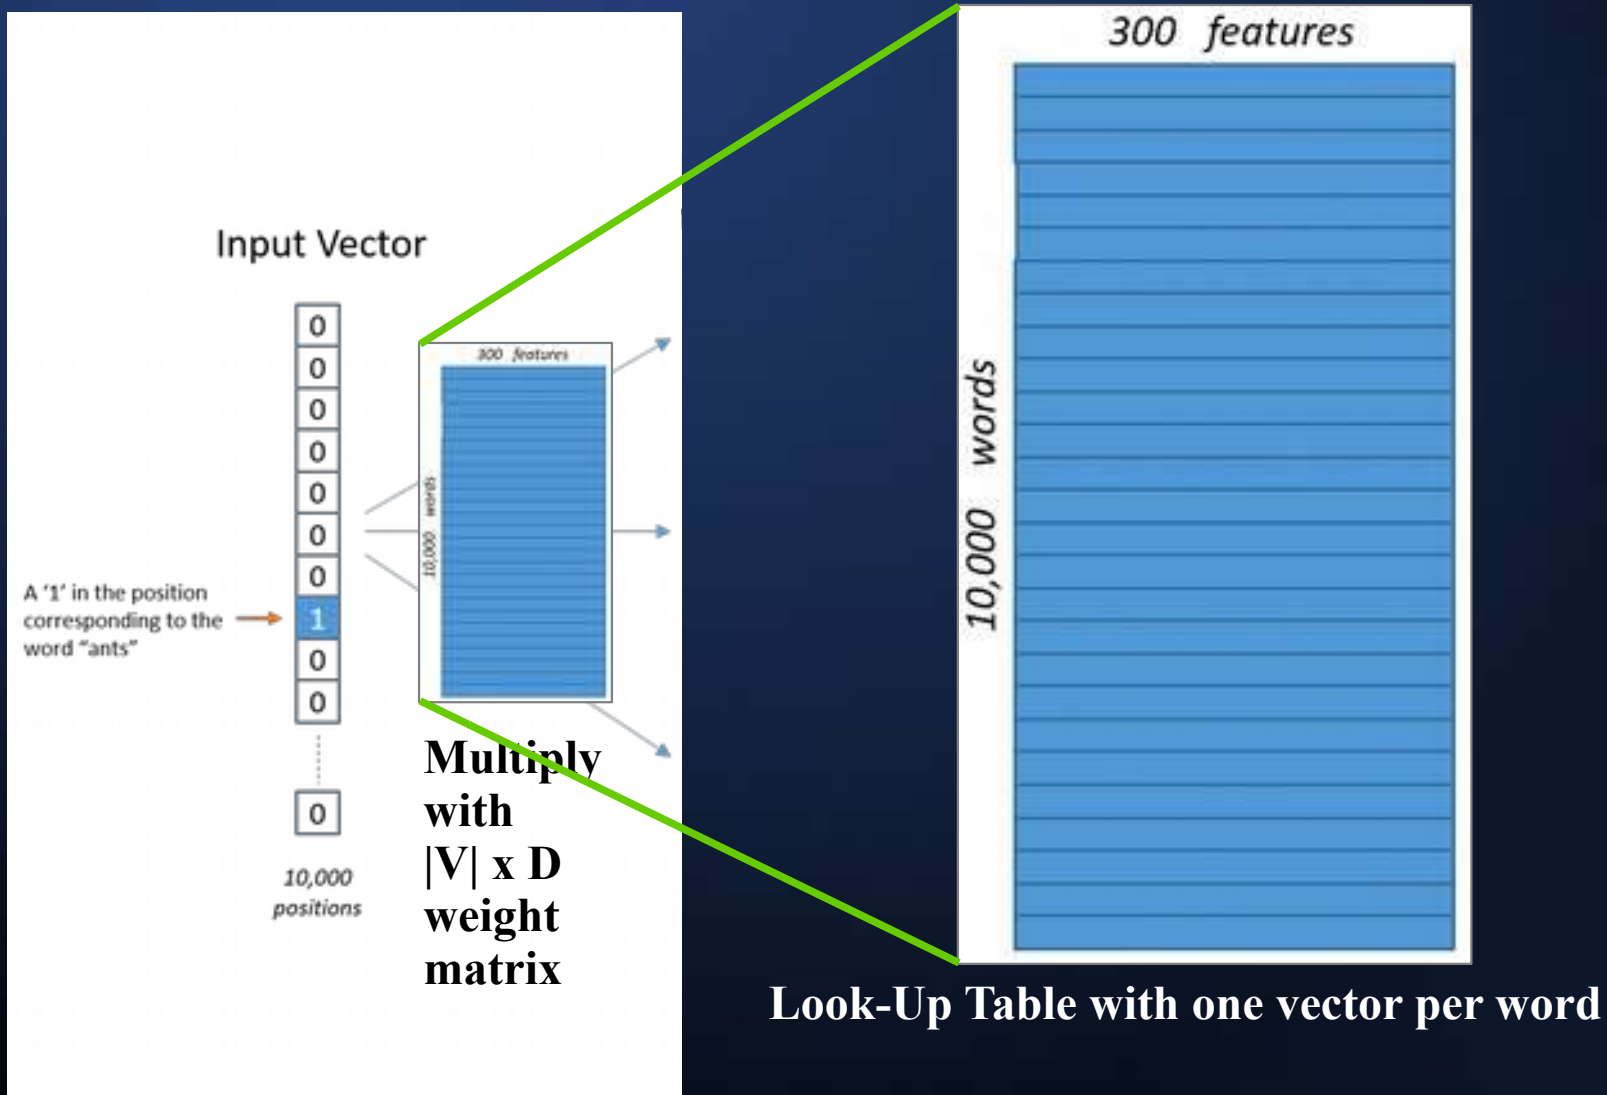 Input Vector
0
0
0
0
0
0
0
1
0
0
0
10,000
positions
A '1' in the position
corresponding to the
word "ants"
300 features
10,000 words
Multiply
with
|V| x D
weight
matrix
300 features
10,000 words
Look-Up Table with one vector per word